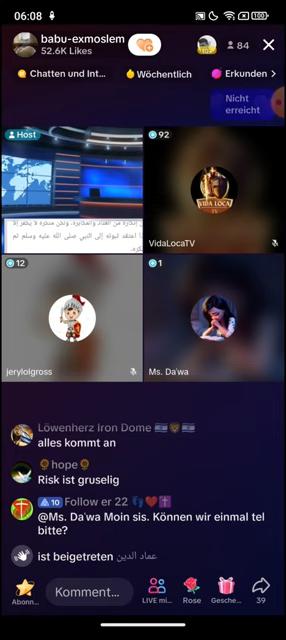 06:08
100
babu-exmoslem
52.6K Likes
84
Chatten und Int...
Wöchentlich
Erkunden
Nicht
erreicht
Host
92
VIDA LOCA
VidaLocaTV
12
jerylolgross
1
Ms. Da'wa
Löwenherz Iron Dome
alles kommt an
hope
Risk ist gruselig
10 Follow er 22
@Ms. Da'wa Moin sis. Können wir einmal tel
bitte?
ist beigetreten عماد الدين
Abonn...
Kommentar...
LIVE mi...
Rose
Gesche...
39